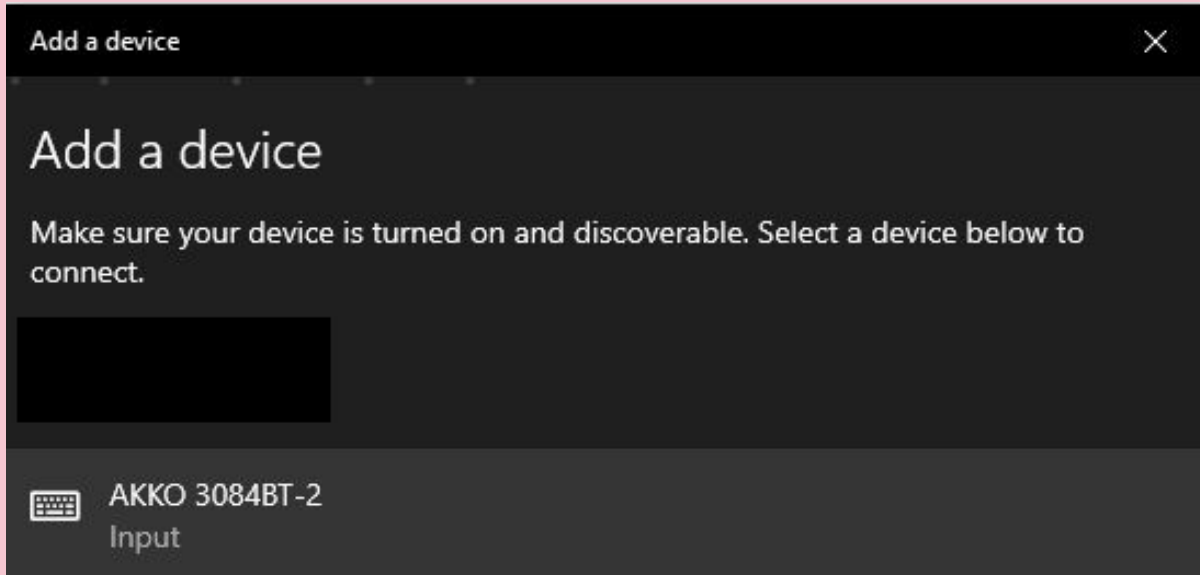 Add a device
Add a device
Make sure your device is turned on and discoverable. Select a device below to
connect.
AKKO 3084BT-2
Input